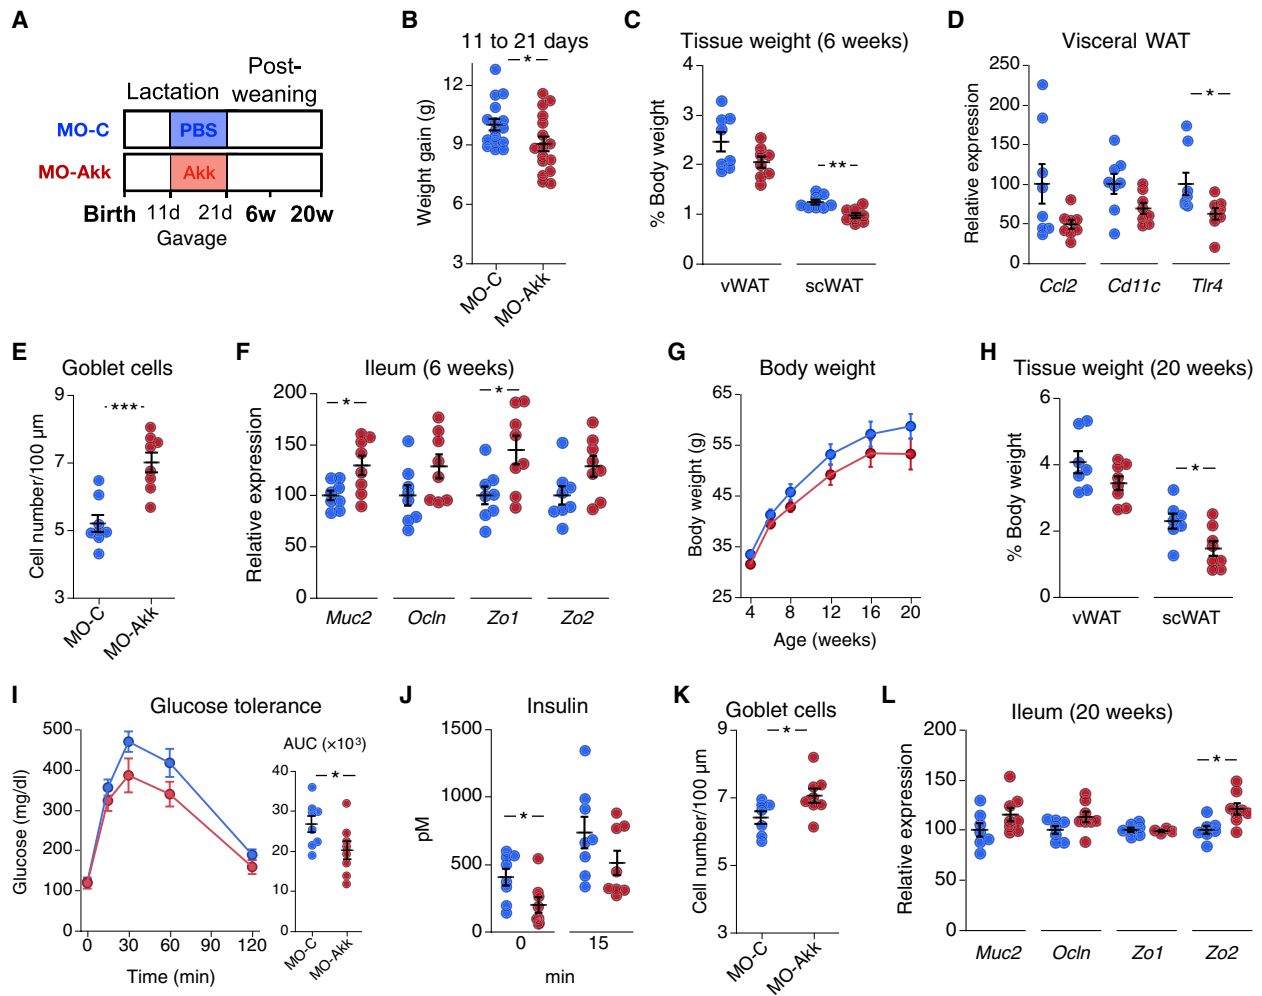 A
Lactation
Post-
weaning
MO-C
PBS
MO-Akk
Akk
Birth 11d 21d 6w 20w
Gavage
B
11 to 21 days
Weight gain (g)
12
9
6
3
*
MO-C
MO-Akk
C
Tissue weight (6 weeks)
% Body weight
4
3
2
1
0
**
vWAT
scWAT
D
Visceral WAT
Relative expression
250
200
150
100
50
0
*
Ccl2
Cd11c
Tlr4
E
Goblet cells
Cell number/100 µm
9
7
5
3
***
MO-C
MO-Akk
F
Ileum (6 weeks)
Relative expression
200
150
100
50
0
*
*
Muc2
Ocln
Zo1
Zo2
G
Body weight
Body weight (g)
65
55
45
35
25
4 8 12 16 20
Age (weeks)
H
Tissue weight (20 weeks)
% Body weight
6
4
2
0
*
vWAT
scWAT
I
Glucose tolerance
Glucose (mg/dl)
500
400
300
200
100
0
0 30 60 90 120
Time (min)
AUC (×10³)
40
30
20
10
0
*
MO-C
MO-Akk
J
Insulin
pM
1500
1000
500
0
*
0 15
min
K
Goblet cells
Cell number/100 µm
9
7
5
3
*
MO-C
MO-Akk
L
Ileum (20 weeks)
Relative expression
200
150
100
50
0
*
Muc2
Ocln
Zo1
Zo2